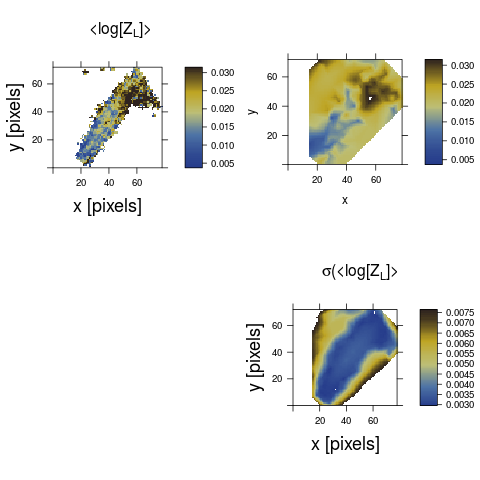 <log[Z_L]>
60
40
20
20 40 60
y [pixels]
x [pixels]
0.030
0.025
0.020
0.015
0.010
0.005
60
40
20
20 40 60
y
x
0.030
0.025
0.020
0.015
0.010
0.005
σ(<log[Z_L]>
60
40
20
20 40 60
y [pixels]
x [pixels]
0.0075
0.0070
0.0065
0.0060
0.0055
0.0050
0.0045
0.0040
0.0035
0.0030